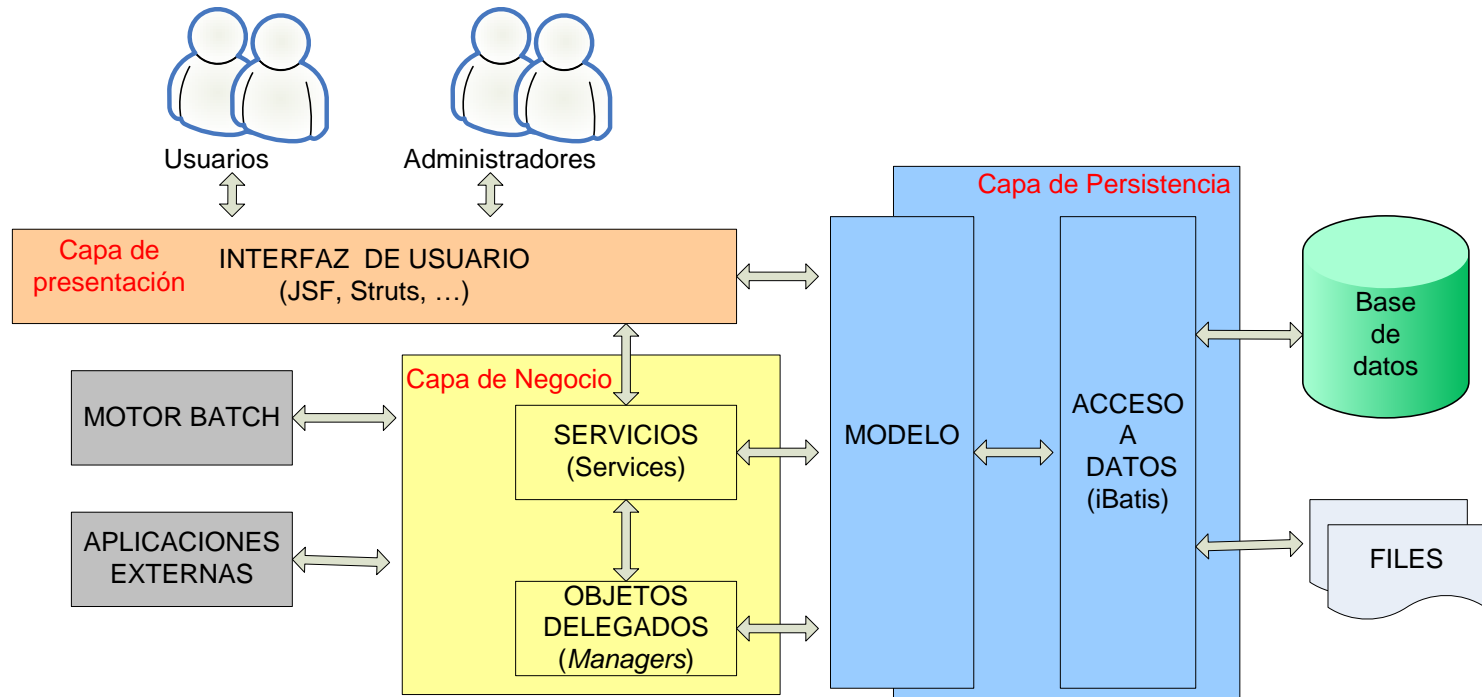 Usuarios
Administradores
Capa de Persistencia
Capa de
presentación
INTERFAZ DE USUARIO
(JSF, Struts, …)
Base
de
datos
Capa de Negocio
MOTOR BATCH
SERVICIOS
(Services)
MODELO
ACCESO
A
DATOS
(iBatis)
APLICACIONES
EXTERNAS
FILES
OBJETOS
DELEGADOS
(Managers)